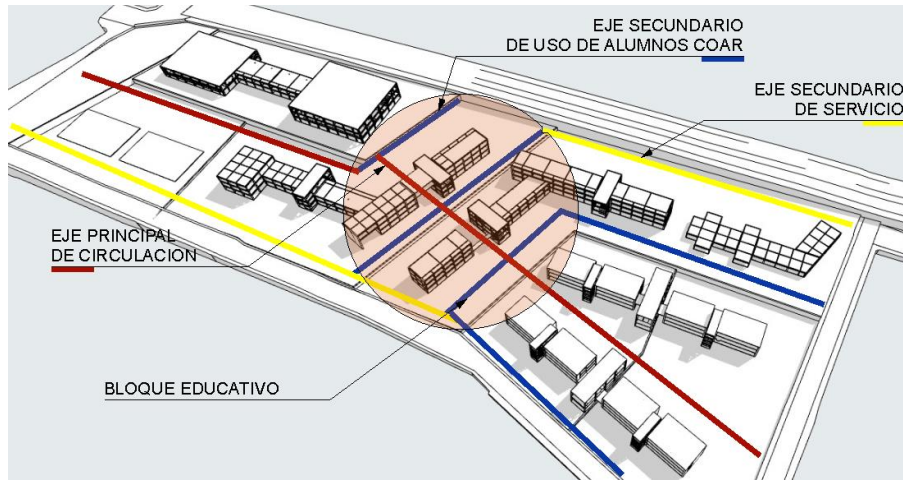 EJE SECUNDARIO
DE USO DE ALUMNOS COAR
EJE SECUNDARIO
DE SERVICIO
EJE PRINCIPAL
DE CIRCULACION
BLOQUE EDUCATIVO